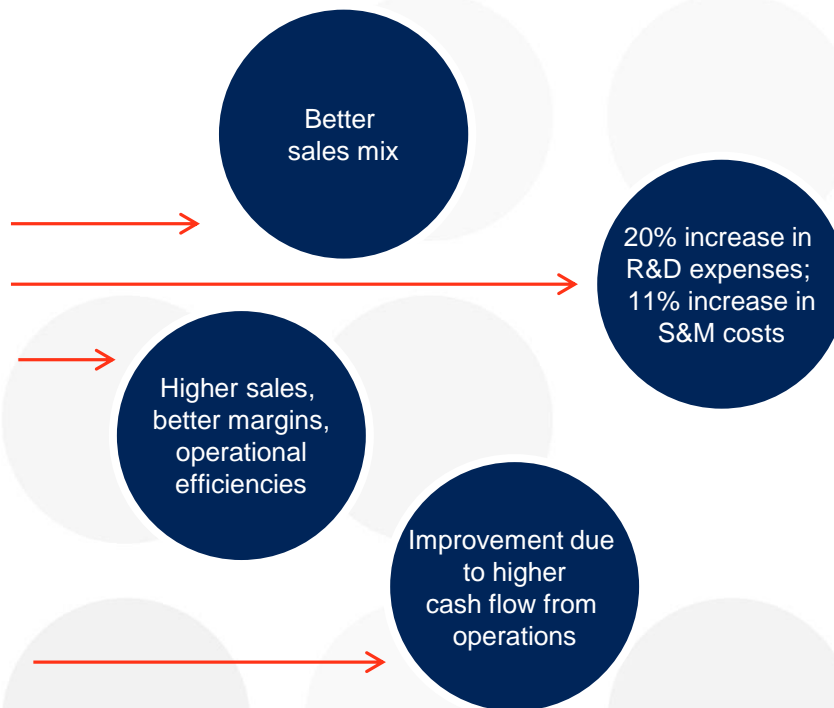 Better
sales mix
20% increase in
R&D expenses;
11% increase in
S&M costs
Higher sales,
better margins,
operational
efficiencies
Improvement due
to higher
cash flow from
operations